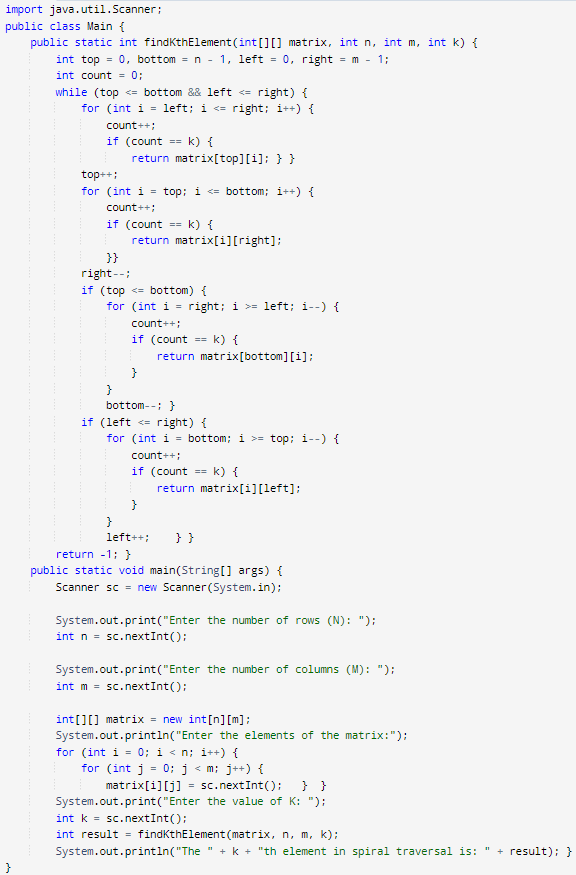 import java.util.Scanner;
public class Main {
    public static int findKthElement(int[][] matrix, int n, int m, int k) {
        int top = 0, bottom = n - 1, left = 0, right = m - 1;
        int count = 0;
        while (top <= bottom && left <= right) {
            for (int i = left; i <= right; i++) {
                count++;
                if (count == k) {
                    return matrix[top][i]; } }
            top++;
            for (int i = top; i <= bottom; i++) {
                count++;
                if (count == k) {
                    return matrix[i][right];
                }}
            right--;
            if (top <= bottom) {
                for (int i = right; i >= left; i--) {
                    count++;
                    if (count == k) {
                        return matrix[bottom][i];
                    }
                }
                bottom--; }
            if (left <= right) {
                for (int i = bottom; i >= top; i--) {
                    count++;
                    if (count == k) {
                        return matrix[i][left];
                    }
                }
                left++;    } }
        return -1; }
    public static void main(String[] args) {
        Scanner sc = new Scanner(System.in);

        System.out.print("Enter the number of rows (N): ");
        int n = sc.nextInt();

        System.out.print("Enter the number of columns (M): ");
        int m = sc.nextInt();

        int[][] matrix = new int[n][m];
        System.out.println("Enter the elements of the matrix:");
        for (int i = 0; i < n; i++) {
            for (int j = 0; j < m; j++) {
                matrix[i][j] = sc.nextInt();   }  }
        System.out.print("Enter the value of K: ");
        int k = sc.nextInt();
        int result = findKthElement(matrix, n, m, k);
        System.out.println("The " + k + "th element in spiral traversal is: " + result); }
}